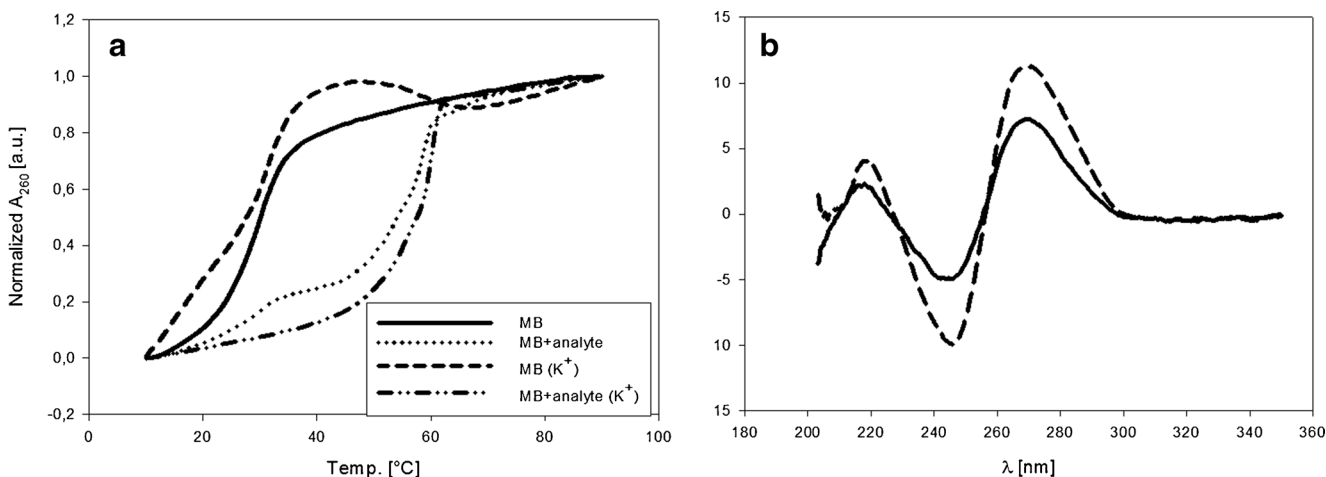 a
Normalized A260 [a.u.]
1,2
1,0
0,8
0,6
0,4
0,2
0,0
-0,2
MB
MB+analyte
MB (K+)
MB+analyte (K+)
0 20 40 60 80 100
Temp. [°C]
b
15
10
5
0
-5
10
15
180 200 220 240 260 280 300 320 340 360
λ [nm]